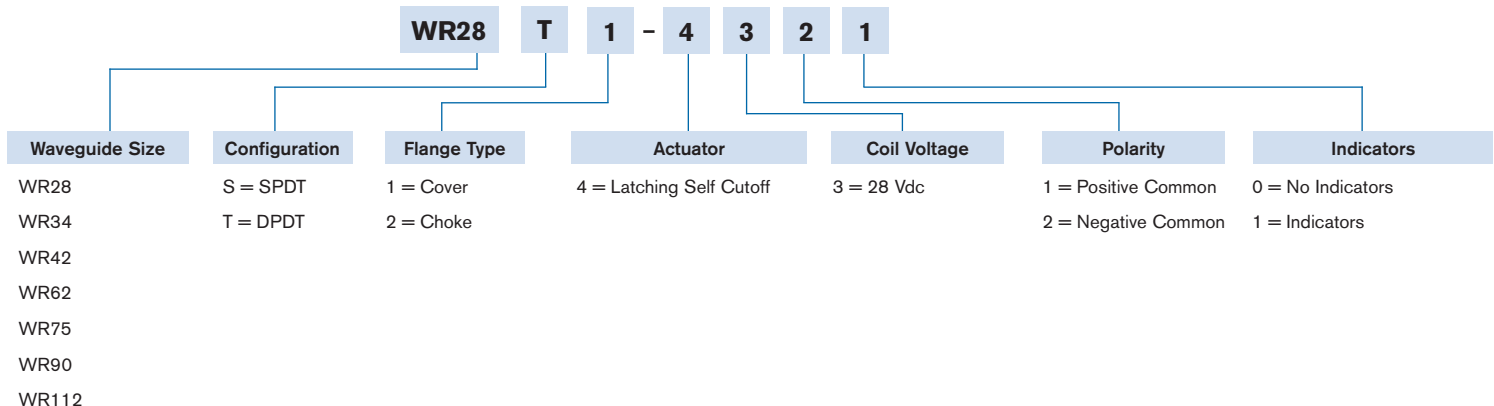 WR28 T 1 – 4 3 2 1
Waveguide Size Configuration Flange Type Actuator Coil Voltage Polarity Indicators
WR28 S = SPDT 1 = Cover 4 = Latching Self Cutoff 3 = 28 Vdc 1 = Positive Common 0 = No Indicators
WR34 T = DPDT 2 = Choke 2 = Negative Common 1 = Indicators
WR42
WR62
WR75
WR90
WR112